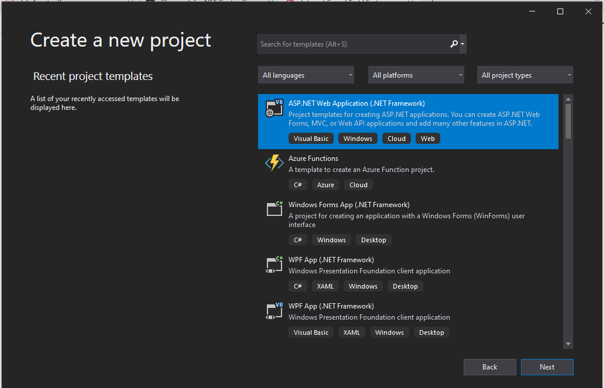 Create a new project
Search for templates (Alt+S)
Recent project templates
All languages
All platforms
All project types
A list of your recently accessed templates will be
displayed here.
ASP.NET Web Application (.NET Framework)
Project templates for creating ASP.NET applications. You can create ASP.NET Web
Forms, MVC, or Web API applications and add many other features in ASP.NET.
Visual Basic Windows Cloud Web
Azure Functions
A template to create an Azure Function project.
C# Azure Cloud
Windows Forms App (.NET Framework)
A project for creating an application with a Windows Forms (WinForms) user
interface
C# Windows Desktop
WPF App (.NET Framework)
Windows Presentation Foundation client application
C# XAML Windows Desktop
WPF App (.NET Framework)
Windows Presentation Foundation client application
Visual Basic XAML Windows Desktop
Back
Next